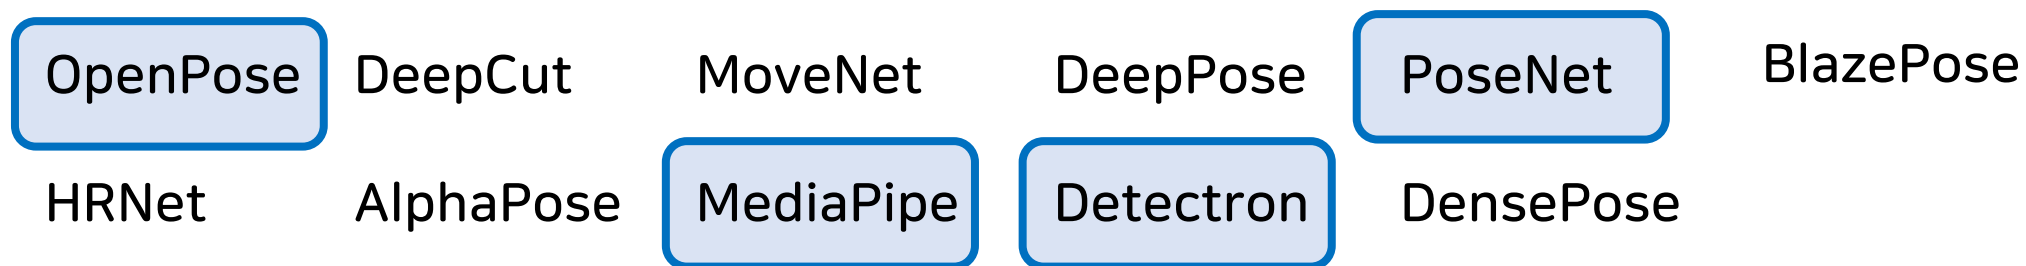 OpenPose DeepCut MoveNet DeepPose PoseNet BlazePose
HRNet AlphaPose MediaPipe Detectron DensePose